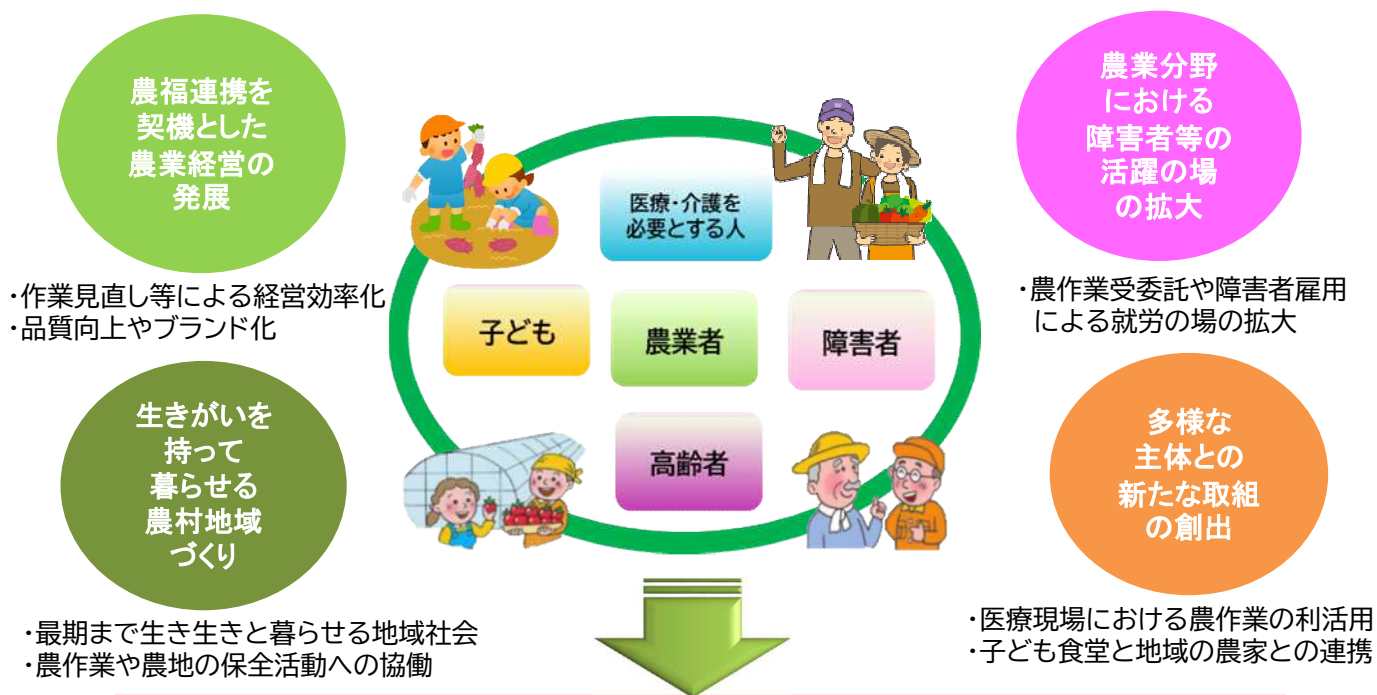 農福連携を
契機とした
農業経営の
発展
・作業見直し等による経営効率化
・品質向上やブランド化
農業分野
における
障害者等の
活躍の場
の拡大
・農作業受委託や障害者雇用
による就労の場の拡大
医療・介護を
必要とする人
子ども
農業者
障害者
高齢者
生きがいを
持って
暮らせる
農村地域
づくり
・最期まで生き生きと暮らせる地域社会
・農作業や農地の保全活動への協働
多様な
主体との
新たな取組
の創出
・医療現場における農作業の利活用
・子ども食堂と地域の農家との連携